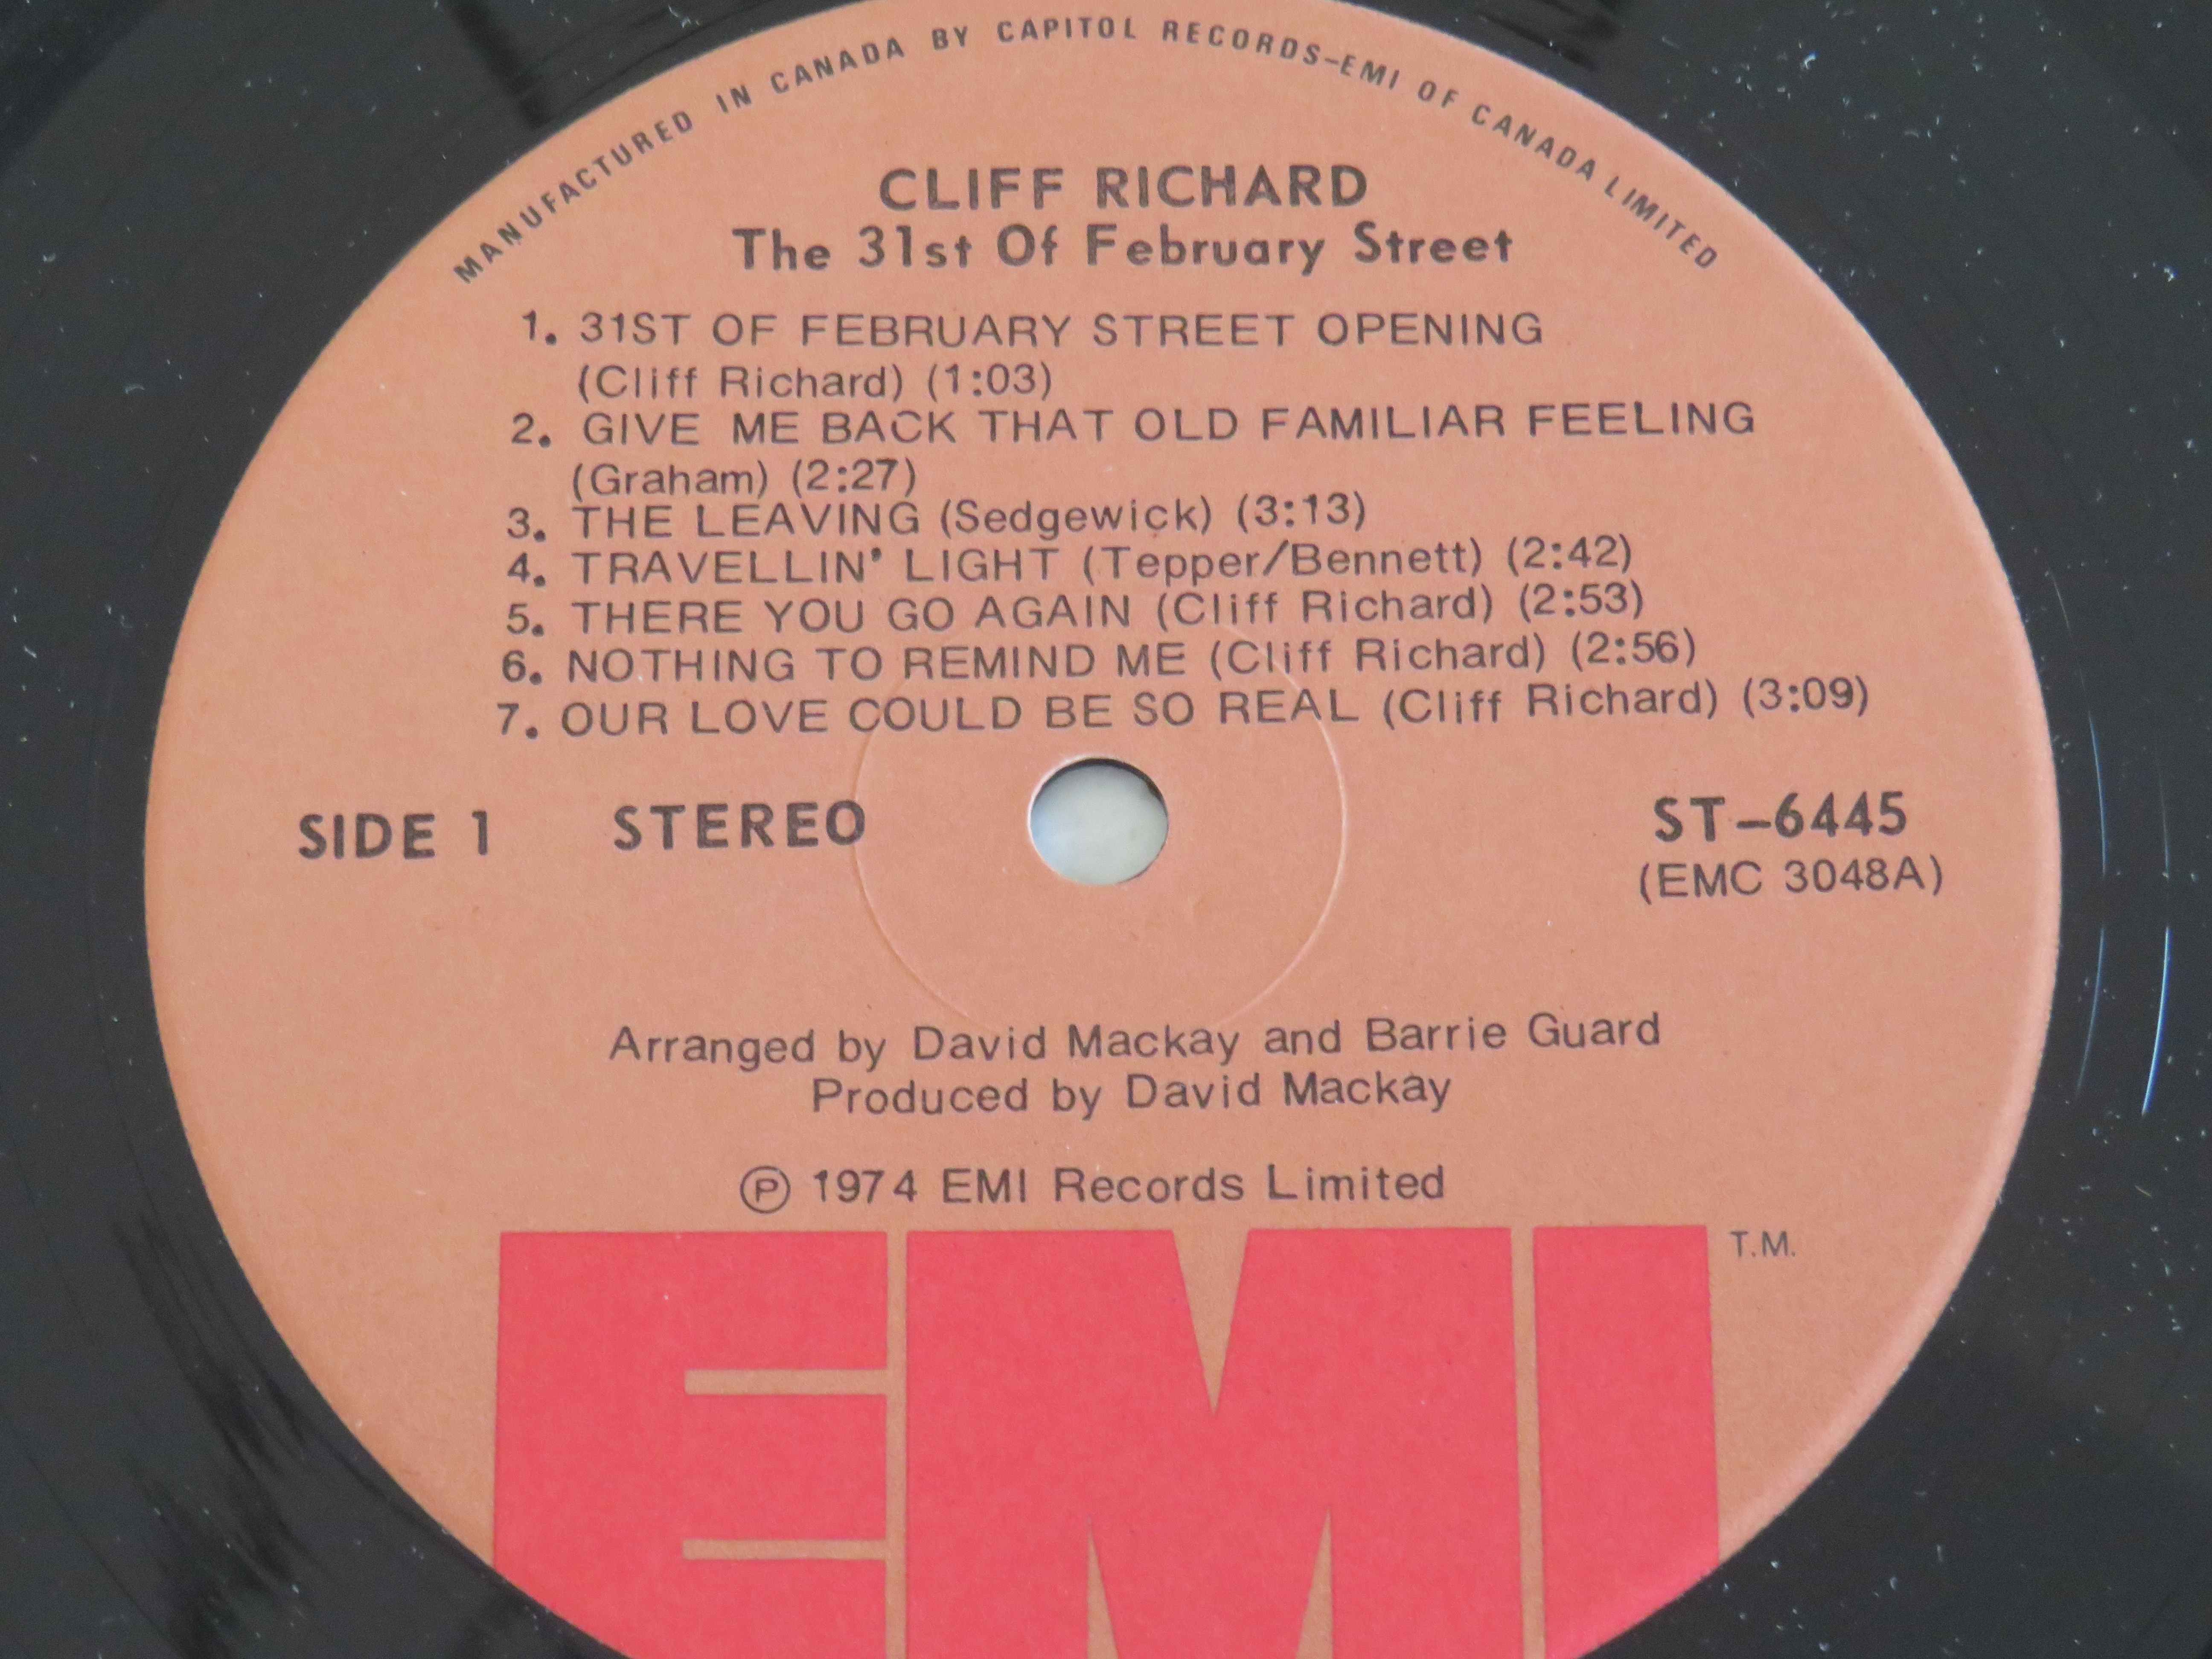 MANUFACTURED IN CANADA BY CAPITOL RECORDS-EMI OF CANADA LIMITED
CLIFF RICHARD
The 31st Of February Street
1. 31ST OF FEBRUARY STREET OPENING
(Cliff Richard) (1:03)
2. GIVE ME BACK THAT OLD FAMILIAR FEELING
(Graham) (2:27)
3. THE LEAVING (Sedgewick) (3:13)
4. TRAVELLIN' LIGHT (Tepper/Bennett) (2:42)
5. THERE YOU GO AGAIN (Cliff Richard) (2:53)
6. NOTHING TO REMIND ME (Cliff Richard) (2:56)
7. OUR LOVE COULD BE SO REAL (Cliff Richard) (3:09)
SIDE 1 STEREO ST-6445
(EMC 3048A)
Arranged by David Mackay and Barrie Guard
Produced by David Mackay
Ⓟ 1974 EMI Records Limited
EMI T.M.